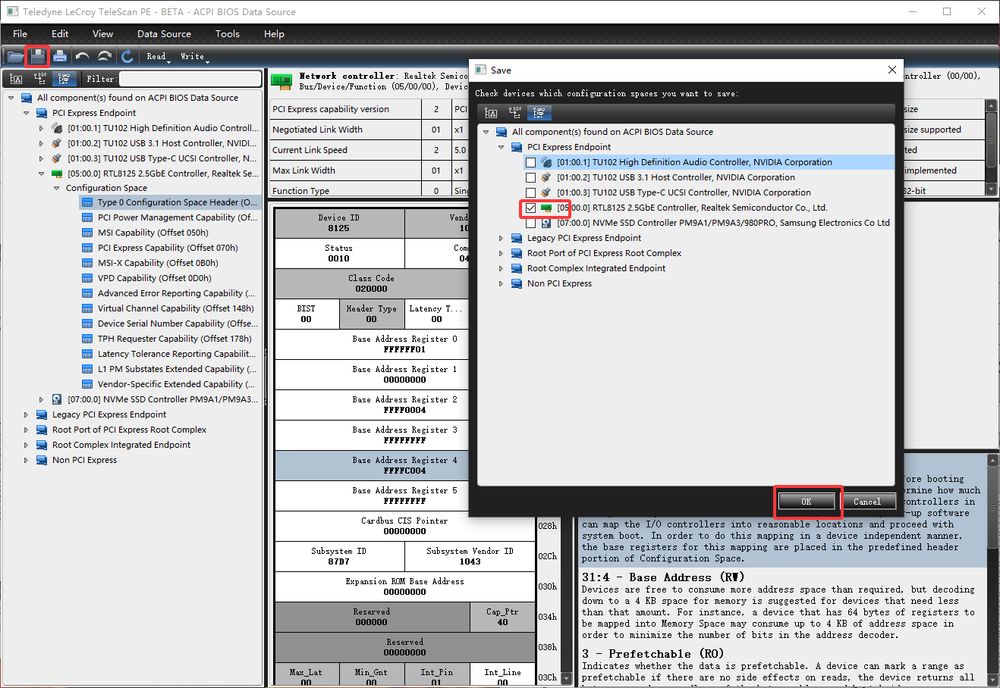 Teledyne LeCroy TeleScan PE - BETA - ACPI BIOS Data Source
File Edit View Data Source Tools Help
Read Write
Filter:
All component(s) found on ACPI BIOS Data Source
PCI Express Endpoint
[01:00.1] TU102 High Definition Audio Controll...
[01:00.2] TU102 USB 3.1 Host Controller, NVIDI...
[01:00.3] TU102 USB Type-C UCSI Controller, N...
[05:00.0] RTL8125 2.5GbE Controller, Realtek Se...
Configuration Space
Type 0 Configuration Space Header (O...
PCI Power Management Capability (Of...
MSI Capability (Offset 050h)
PCI Express Capability (Offset 070h)
MSI-X Capability (Offset 0B0h)
VPD Capability (Offset 0D0h)
Advanced Error Reporting Capability (...
Virtual Channel Capability (Offset 148h)
Device Serial Number Capability (Offse...
TPH Requester Capability (Offset 178h)
Latency Tolerance Reporting Capabilit...
L1 PM Substates Extended Capability (...
Vendor-Specific Extended Capability (...
[07:00.0] NVMe SSD Controller PM9A1/PM9A3...
Legacy PCI Express Endpoint
Root Port of PCI Express Root Complex
Root Complex Integrated Endpoint
Non PCI Express
Network controller: Realtek Semico
ntroller (00/00),
Bus/Device/Function (05/00/00), Devic
PCI Express capability version 2 PCI
size
Negotiated Link Width 01 x1
size supported
Current Link Speed 2 5.0
ted
Max Link Width 01 x1
implemented
Function Type 0 Sing
32-bit
Device ID
8125
Vend
10
Status
0010
Com
04
Class Code
020000
BIST
00
Header Type
00
Latency T...
00
Base Address Register 0
FFFFFF01
Base Address Register 1
00000000
Base Address Register 2
FFFF0004
Base Address Register 3
FFFFFFFF
Base Address Register 4
FFFFC004
Base Address Register 5
FFFFFFFF
Cardbus CIS Pointer
00000000
028h
Subsystem ID
87D7
Subsystem Vendor ID
1043
02Ch
Expansion ROM Base Address
00000000
030h
Reserved
000000
Cap_Ptr
40
034h
Reserved
00000000
038h
Max_Lat
00
Min_Gnt
00
Int_Pin
01
Int_Line
00
03Ch
Save
Check devices which configuration spaces you want to save:
All component(s) found on ACPI BIOS Data Source
PCI Express Endpoint
[01:00.1] TU102 High Definition Audio Controller, NVIDIA Corporation
[01:00.2] TU102 USB 3.1 Host Controller, NVIDIA Corporation
[01:00.3] TU102 USB Type-C UCSI Controller, NVIDIA Corporation
[05:00.0] RTL8125 2.5GbE Controller, Realtek Semiconductor Co., Ltd.
[07:00.0] NVMe SSD Controller PM9A1/PM9A3/980PRO, Samsung Electronics Co Ltd
Legacy PCI Express Endpoint
Root Port of PCI Express Root Complex
Root Complex Integrated Endpoint
Non PCI Express
OK Cancel
fore booting
ermine how much
controllers in
r-up software
can map the I/O controllers into reasonable locations and proceed with
system boot. In order to do this mapping in a device independent manner,
the base registers for this mapping are placed in the predefined header
portion of Configuration Space.
31:4 - Base Address (RW)
Devices are free to consume more address space than required, but decoding
down to a 4 KB space for memory is suggested for devices that need less
than that amount. For instance, a device that has 64 bytes of registers to
be mapped into Memory Space may consume up to 4 KB of address space in
order to minimize the number of bits in the address decoder.
3 - Prefetchable (RO)
Indicates whether the data is prefetchable. A device can mark a range as
prefetchable if there are no side effects on reads, the device returns all